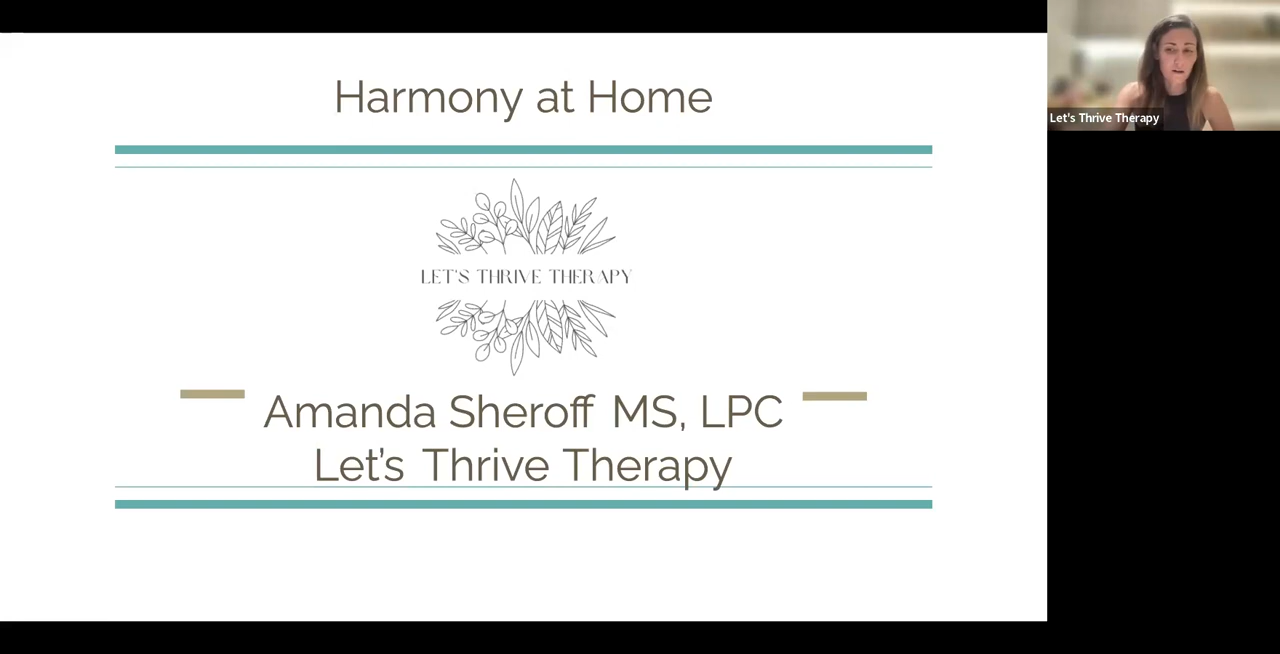 Harmony at Home
LET'S THRIVE THERAPY
Amanda Sheroff MS, LPC
Let's Thrive Therapy
Let's Thrive Therapy